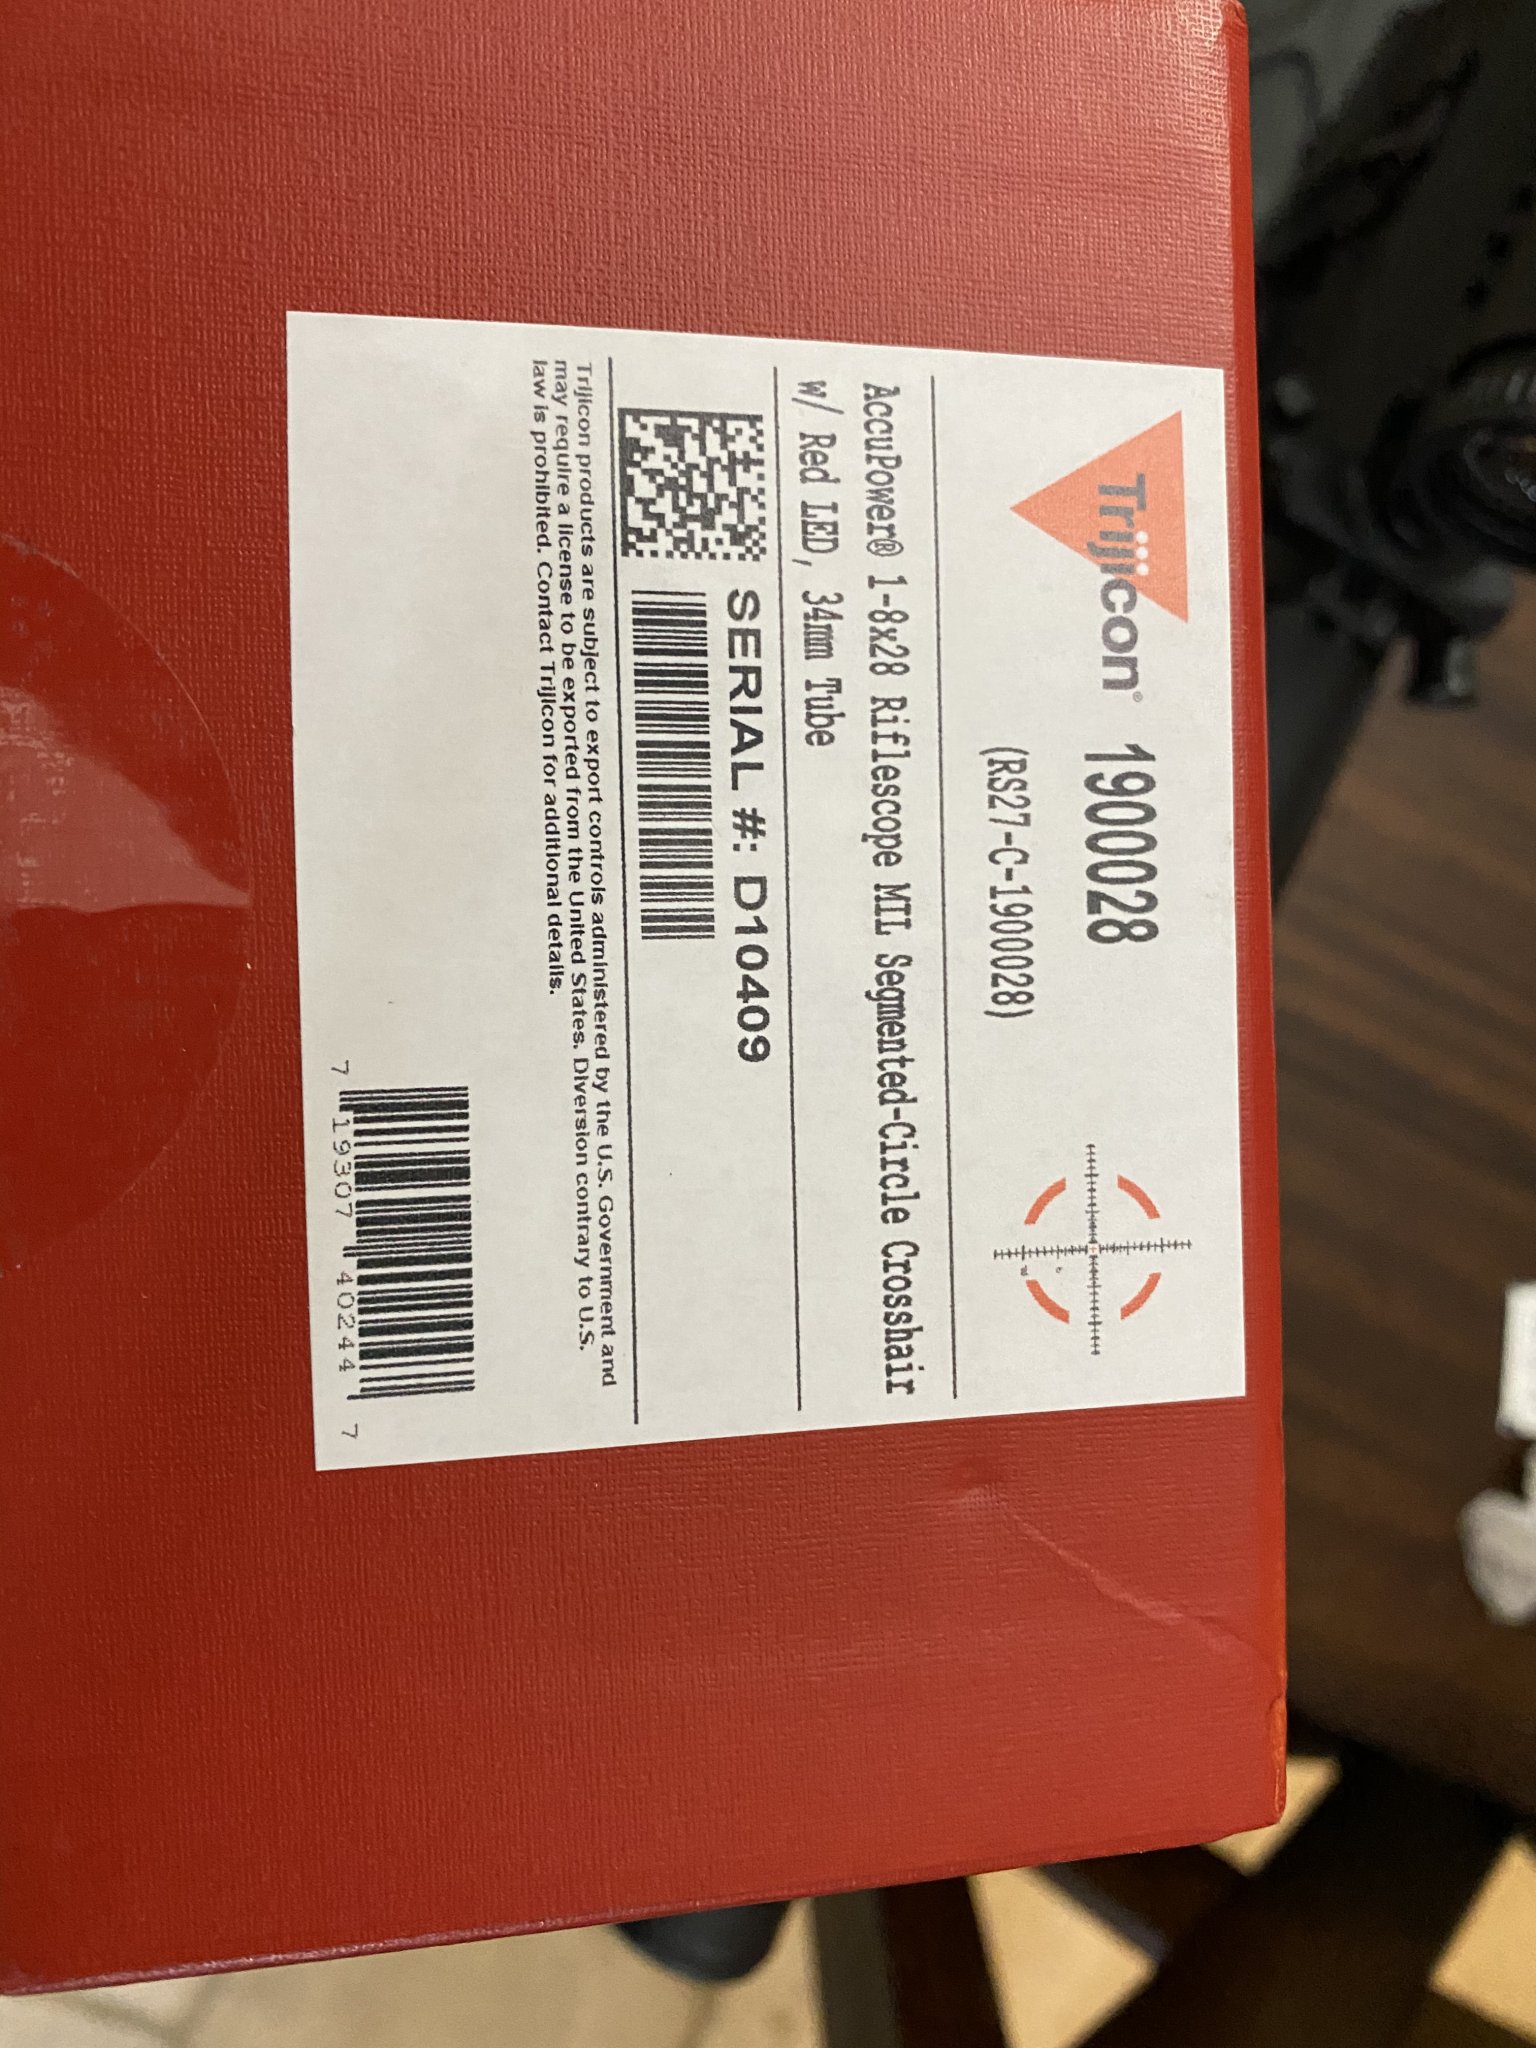 Trijicon®
1900028
(RS27-C-1900028)
AccuPower® 1-8x28 Riflescope MIL Segmented-Circle Crosshair
w/ Red LED, 34mm Tube
SERIAL #: D10409
Trijicon products are subject to export controls administered by the U.S. Government and
may require a license to be exported from the United States. Diversion contrary to U.S.
law is prohibited. Contact Trijicon for additional details.
7 19307 40244 7